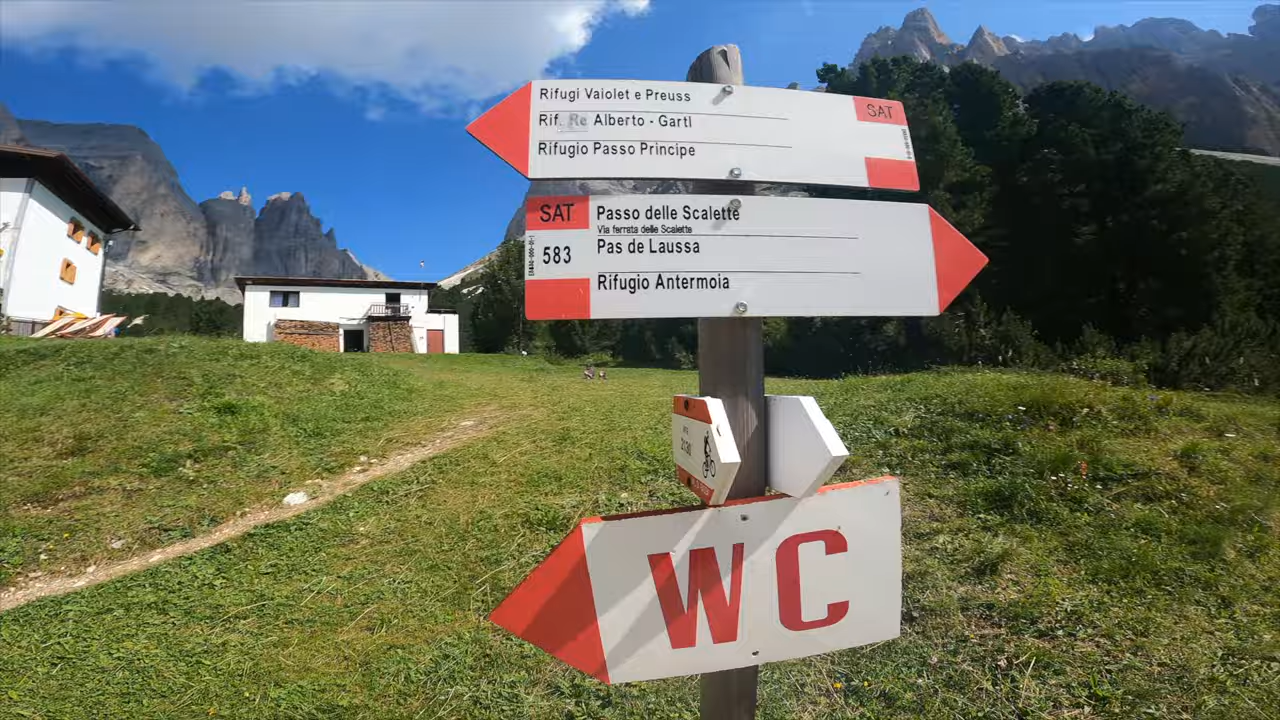 Rifugi Vaiolet e Preuss
SAT
Rif. Re Alberto - Gartl
Rifugio Passo Principe
SAT
583
Passo delle Scalette
Via ferrata delle Scalette
Pas de Laussa
Rifugio Antermoia
WC